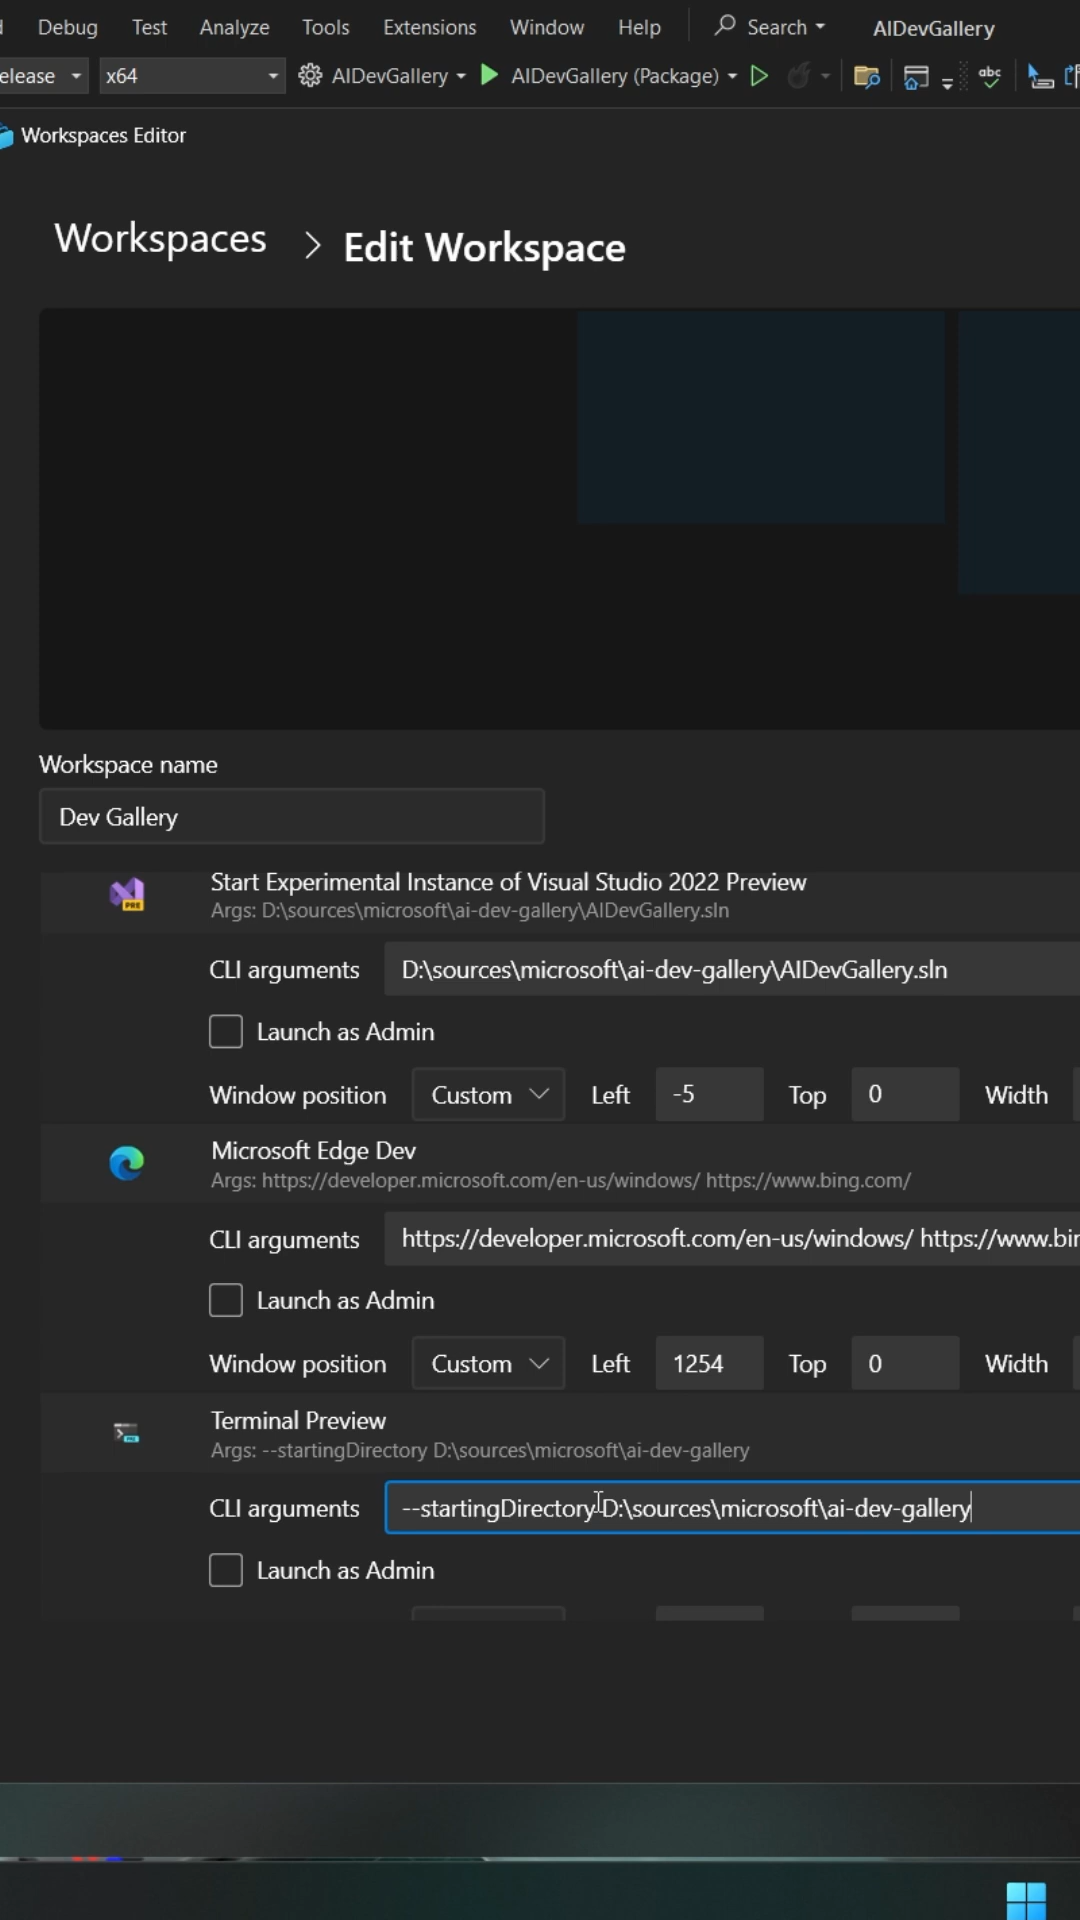 Debug Test Analyze Tools Extensions Window Help Search AIDevGallery
elease x64 AIDevGallery AIDevGallery (Package) abc
Workspaces Editor
Workspaces > Edit Workspace
Workspace name
Dev Gallery
Start Experimental Instance of Visual Studio 2022 Preview
PRE
Args: D:\sources\microsoft\ai-dev-gallery\AIDevGallery.sln
CLI arguments D:\sources\microsoft\ai-dev-gallery\AIDevGallery.sln
Launch as Admin
Window position Custom Left -5 Top 0 Width
Microsoft Edge Dev
Args: https://developer.microsoft.com/en-us/windows/ https://www.bing.com/
CLI arguments https://developer.microsoft.com/en-us/windows/ https://www.bin
Launch as Admin
Window position Custom Left 1254 Top 0 Width
Terminal Preview
Args: --startingDirectory D:\sources\microsoft\ai-dev-gallery
CLI arguments --startingDirectory D:\sources\microsoft\ai-dev-gallery
Launch as Admin